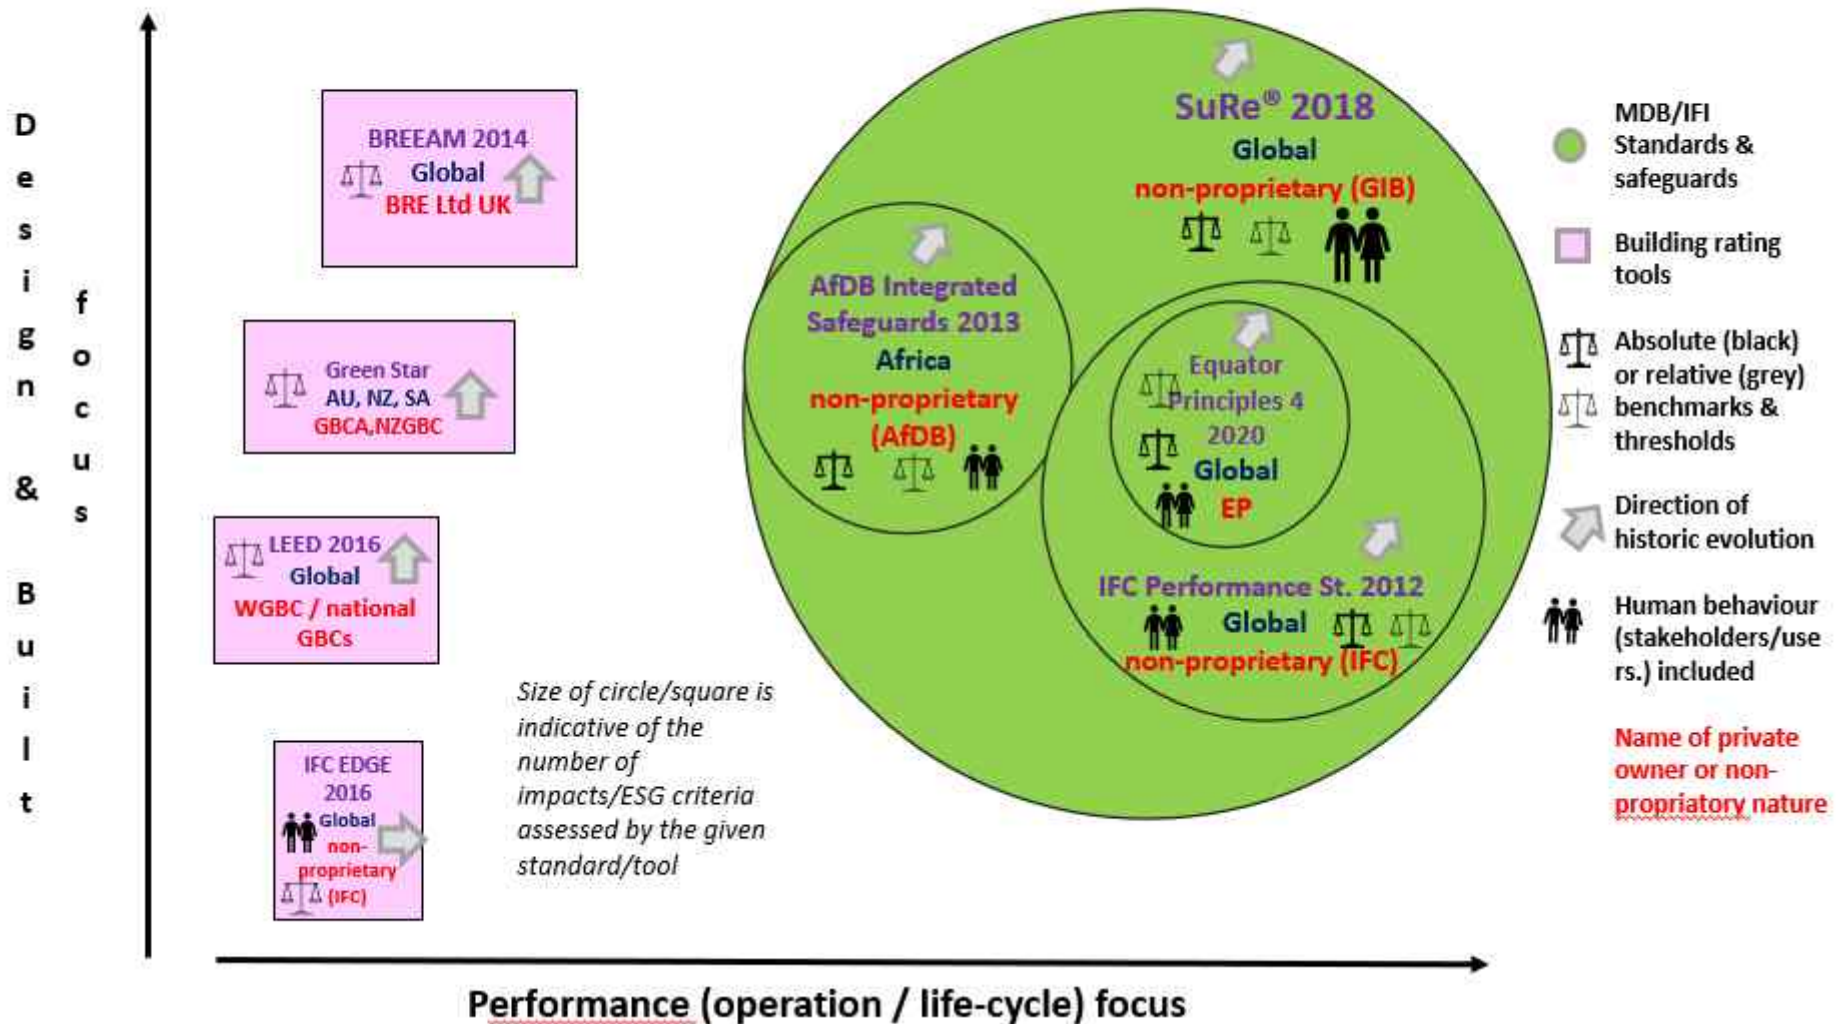 Design & Built
focus
BREEAM 2014
Global
BRE Ltd UK
Green Star
AU, NZ, SA
GBCA,NZGBC
LEED 2016
Global
WGBC / national
GBCs
IFC EDGE
2016
Global
non-
proprietary
(IFC)
Size of circle/square is
indicative of the
number of
impacts/ESG criteria
assessed by the given
standard/tool
SuRe® 2018
Global
non-proprietary (GIB)
AfDB Integrated
Safeguards 2013
Africa
non-proprietary
(AfDB)
Equator
Principles 4
2020
Global
EP
IFC Performance St. 2012
Global
non-proprietary (IFC)
MDB/IFI
Standards &
safeguards
Building rating
tools
Absolute (black)
or relative (grey)
benchmarks &
thresholds
Direction of
historic evolution
Human behaviour
(stakeholders/use
rs.) included
Name of private
owner or non-
propriatory nature
Performance (operation / life-cycle) focus